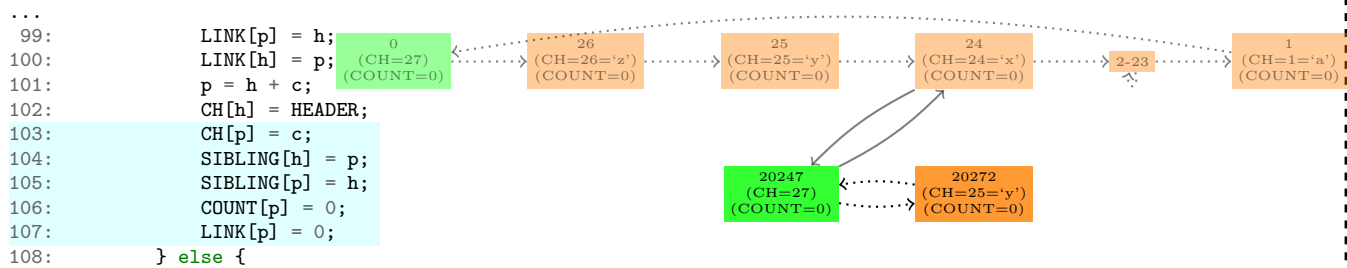 ...
99: LINK[p] = h;
100: LINK[h] = p;
101: p = h + c;
102: CH[h] = HEADER;
103: CH[p] = c;
104: SIBLING[h] = p;
105: SIBLING[p] = h;
106: COUNT[p] = 0;
107: LINK[p] = 0;
108: } else {
0
(CH=27)
(COUNT=0)
26
(CH=26=‘z’)
(COUNT=0)
25
(CH=25=‘y’)
(COUNT=0)
24
(CH=24=‘x’)
(COUNT=0)
2-23
1
(CH=1=‘a’)
(COUNT=0)
20247
(CH=27)
(COUNT=0)
20272
(CH=25=‘y’)
(COUNT=0)